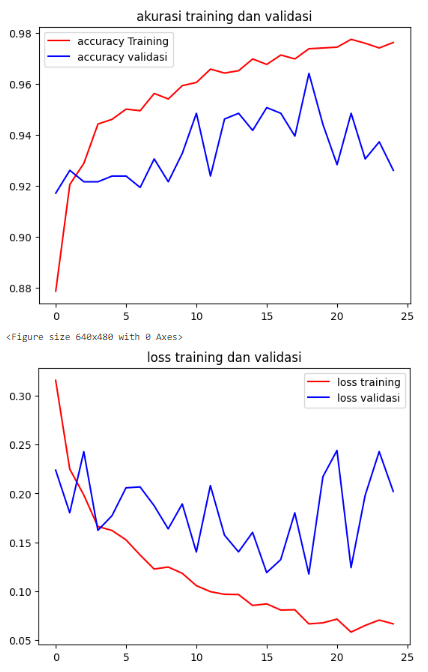 akurasi training dan validasi
accuracy Training
accuracy validasi
0.98
0.96
0.94
0.92
0.90
0.88
0 5 10 15 20 25
<Figure size 640x480 with 0 Axes>
loss training dan validasi
loss training
loss validasi
0.30
0.25
0.20
0.15
0.10
0.05
0 5 10 15 20 25